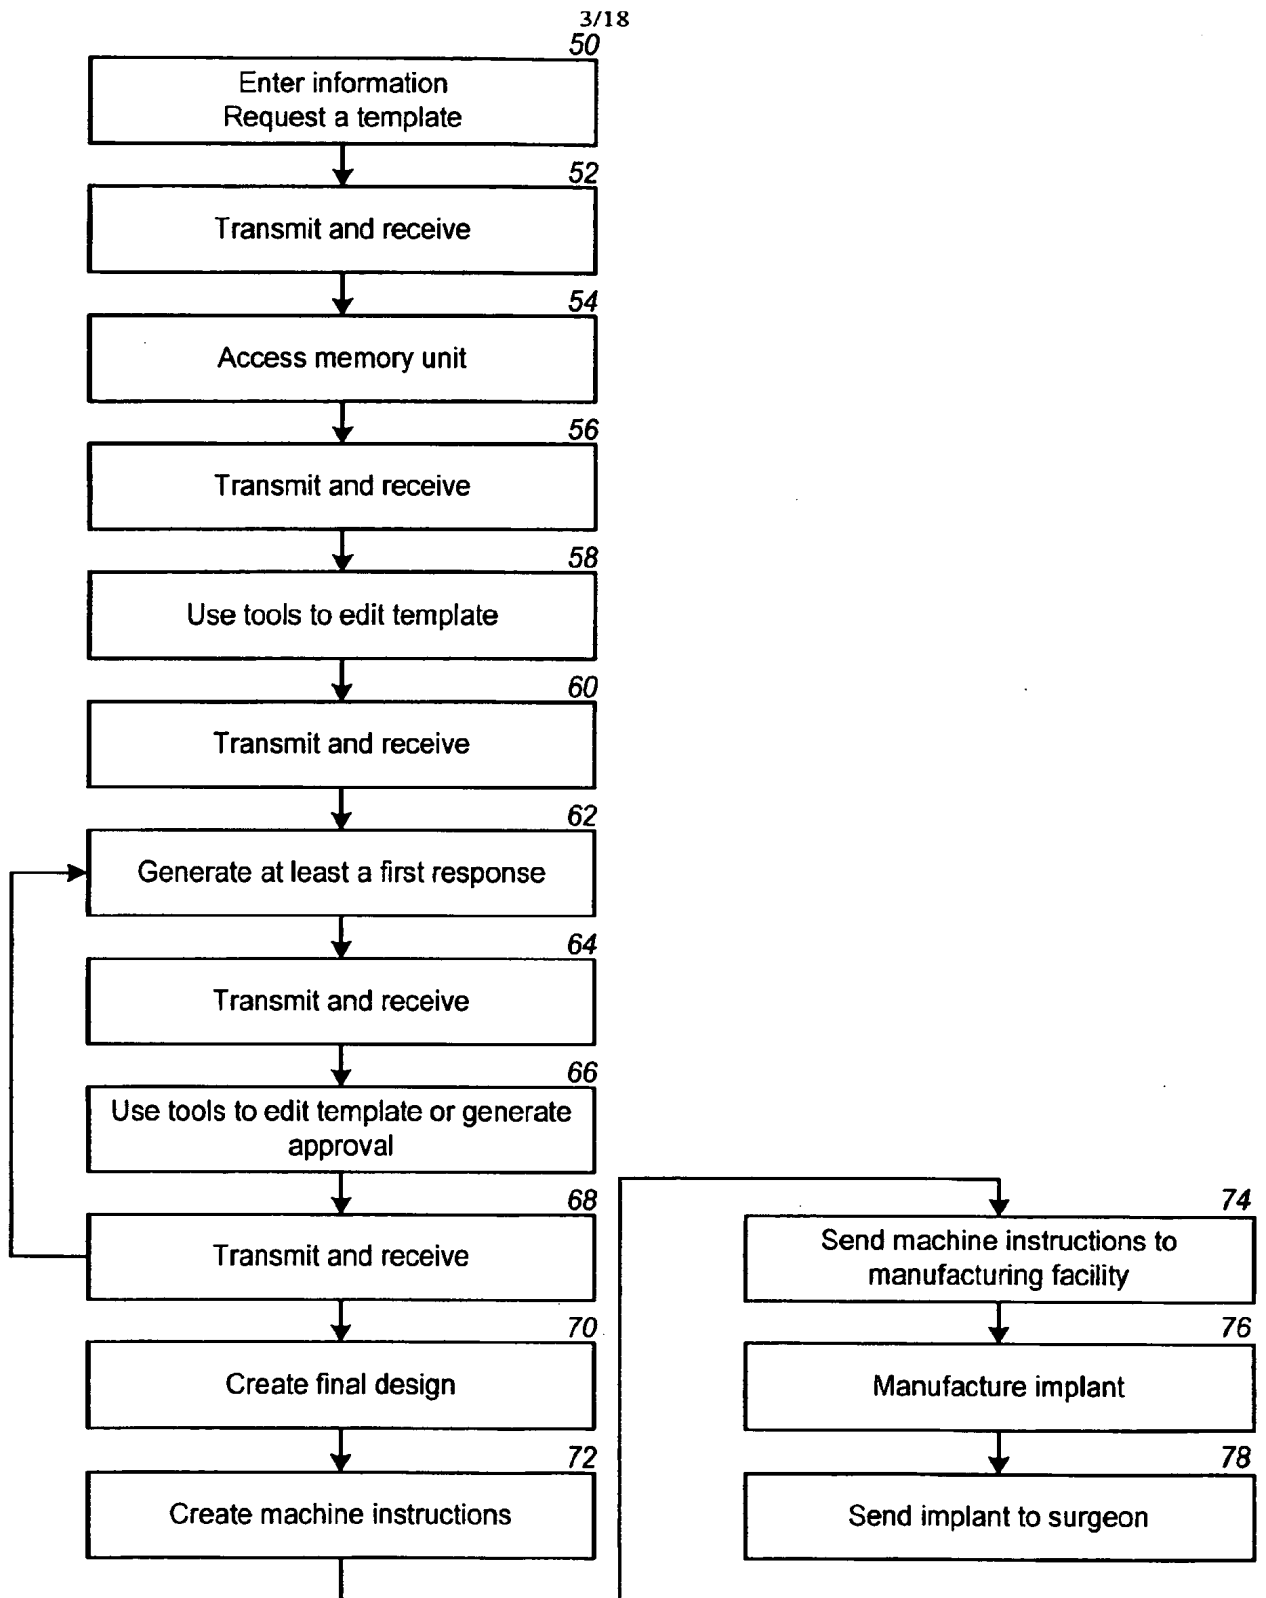 3/18
50
Enter information
Request a template
52
Transmit and receive
54
Access memory unit
56
Transmit and receive
58
Use tools to edit template
60
Transmit and receive
62
Generate at least a first response
64
Transmit and receive
66
Use tools to edit template or generate
approval
68
Transmit and receive
70
Create final design
72
Create machine instructions
74
Send machine instructions to
manufacturing facility
76
Manufacture implant
78
Send implant to surgeon